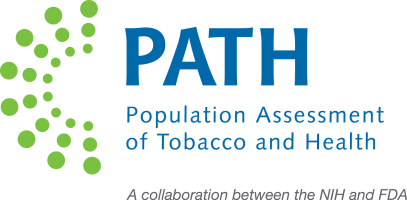 PATH
Population Assessment
of Tobacco and Health
A collaboration between the NIH and FDA